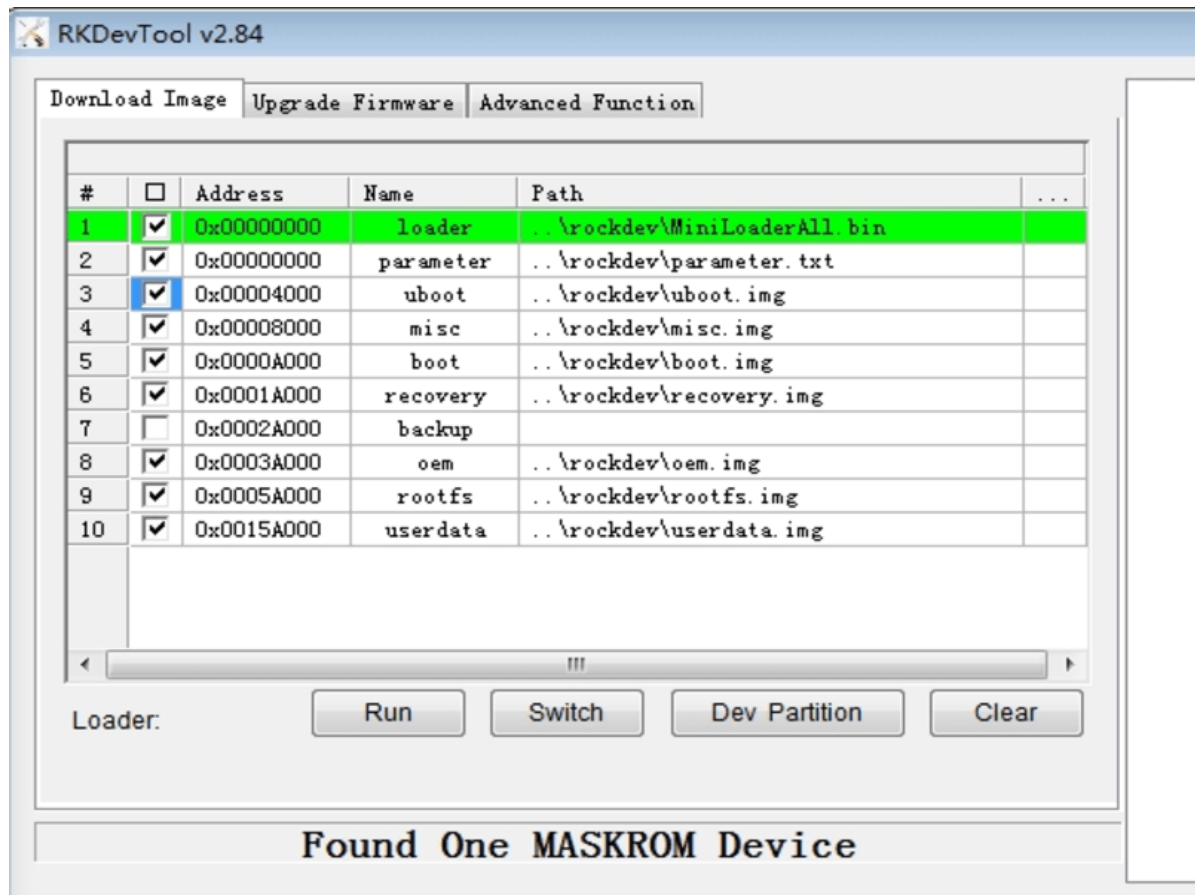 RKDevTool v2.84
Download Image Upgrade Firmware Advanced Function
# Address Name Path ...
1 0x00000000 loader ..\rockdev\MiniLoaderAll.bin
2 0x00000000 parameter ..\rockdev\parameter.txt
3 0x00004000 uboot ..\rockdev\uboot.img
4 0x00008000 misc ..\rockdev\misc.img
5 0x0000A000 boot ..\rockdev\boot.img
6 0x0001A000 recovery ..\rockdev\recovery.img
7 0x0002A000 backup
8 0x0003A000 oem ..\rockdev\oem.img
9 0x0005A000 rootfs ..\rockdev\rootfs.img
10 0x0015A000 userdata ..\rockdev\userdata.img
Loader: Run Switch Dev Partition Clear
Found One MASKROM Device